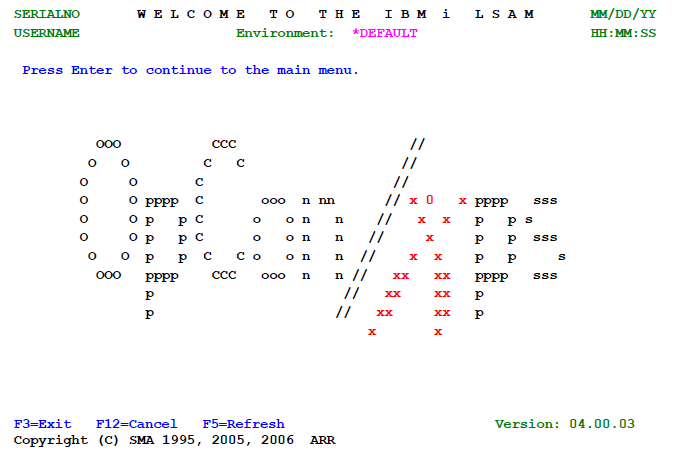 SERIALNO W E L C O M E T O T H E I B M i L S A M MM/DD/YY
USERNAME Environment: *DEFAULT HH:MM:SS
Press Enter to continue to the main menu.
OOO CCC //
O O C C //
O O C //
O O pppp C ooo n nn // x O x pppp sss
O O p p C o o n n // x x p p s
O O p p C o o n n // x p p sss
O O p p C C o o n n // x x p p s
OOO pppp CCC ooo n n // xx xx pppp sss
p // xx xx p
p // xx xx p
x x
F3=Exit F12=Cancel F5=Refresh Version: 04.00.03
Copyright (C) SMA 1995, 2005, 2006 ARR